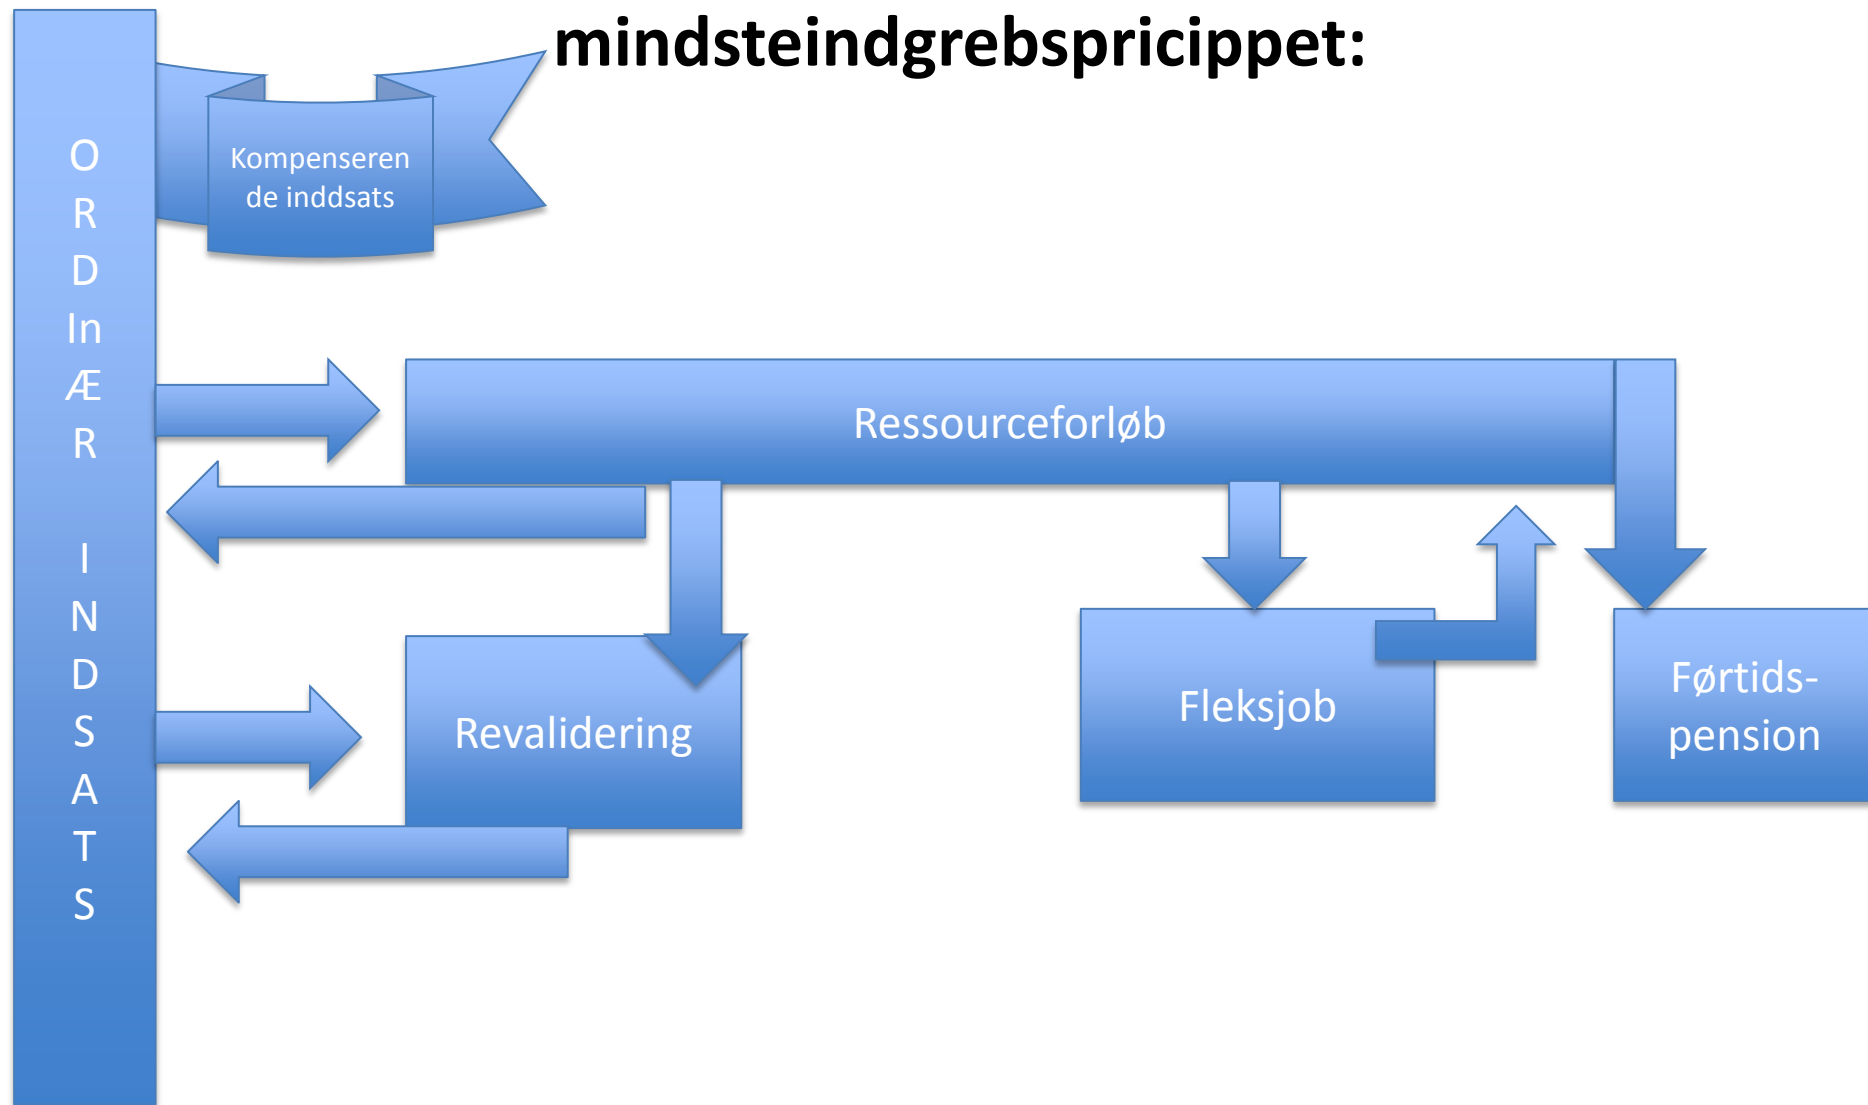 mindsteindgrebspricippet:
O
R
D
In
Æ
R
I
N
D
S
A
T
S
Kompenseren
de inddsats
Ressourceforløb
Revalidering
Fleksjob
Førtids-
pension